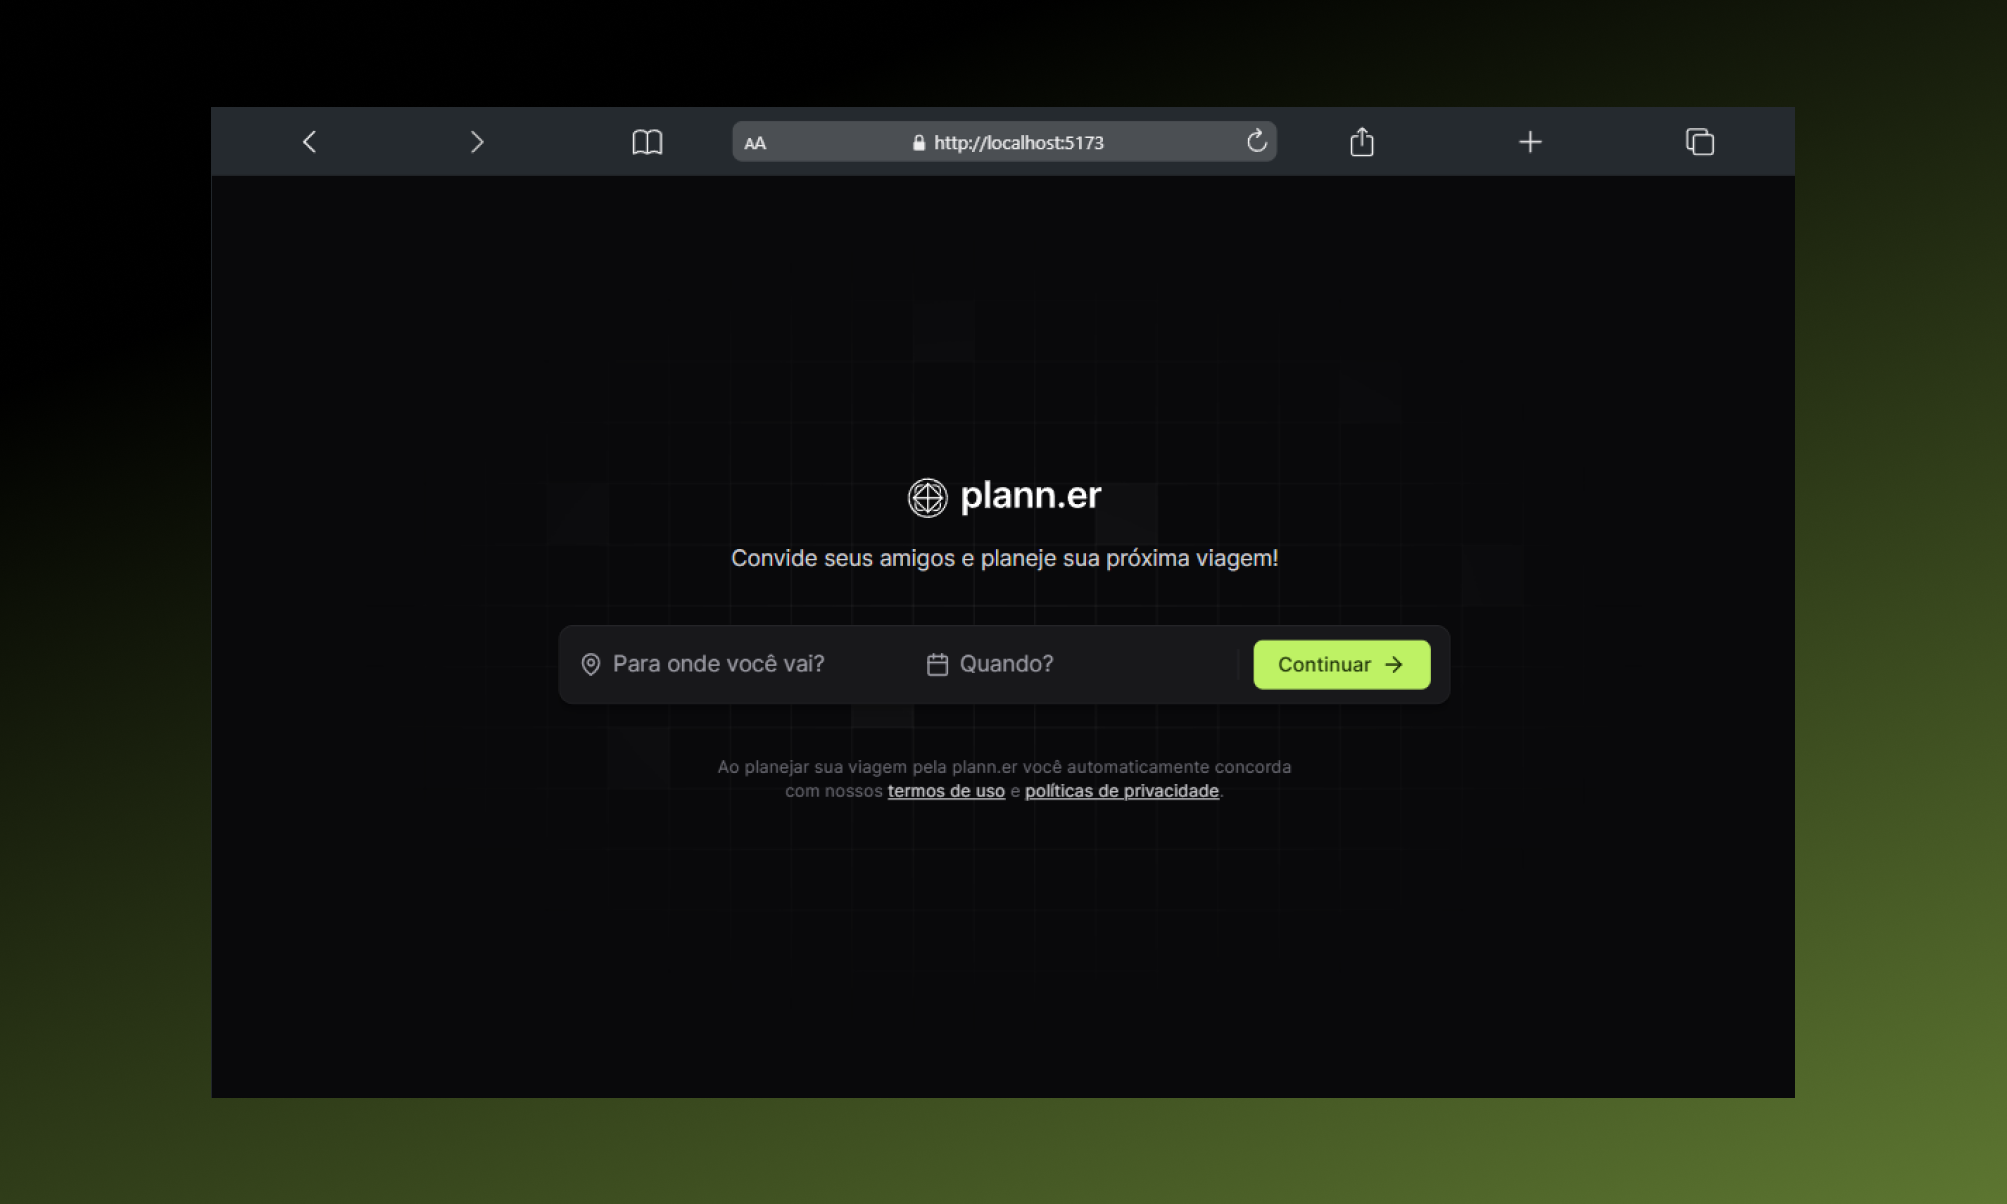 AA http://localhost:5173
plann.er
Convide seus amigos e planeje sua próxima viagem!
Para onde você vai? Quando? Continuar
Ao planejar sua viagem pela plann.er você automaticamente concorda
com nossos termos de uso e políticas de privacidade.